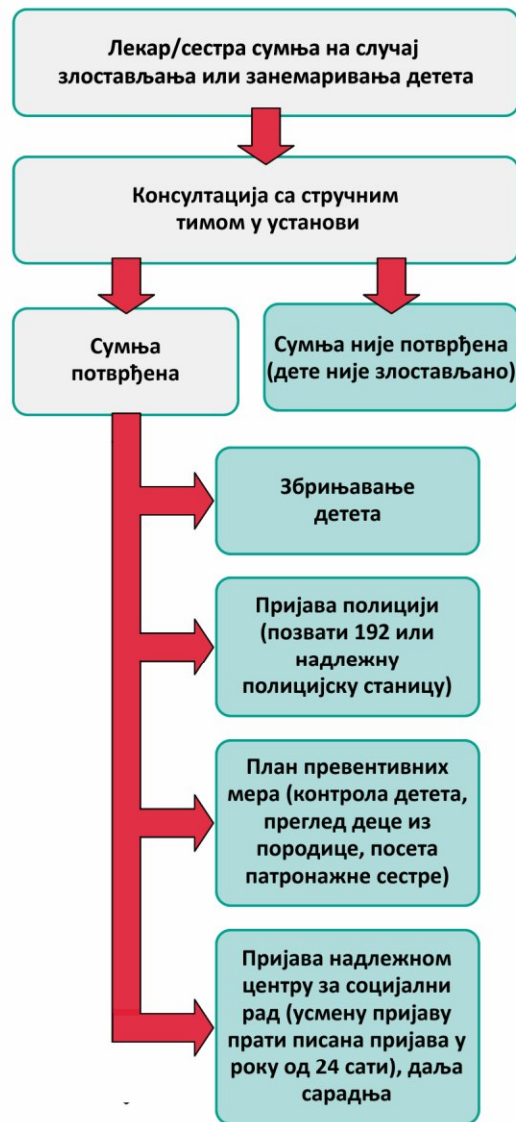 Лекар/сестра сумња на случај
злостављања или занемаривања детета
Консултација са стручним
тимом у установи
Сумња
потврђена
Сумња није потврђена
(дете није злостављано)
Збрињавање
детета
Пријава полицији
(позвати 192 или
надлежну
полицијску станицу)
План превентивних
мера (контрола детета,
преглед деце из
породице, посета
патронажне сестре)
Пријава надлежном
центру за социјални
рад (усмену пријаву
прати писана пријава у
року од 24 сати), даља
сарадња